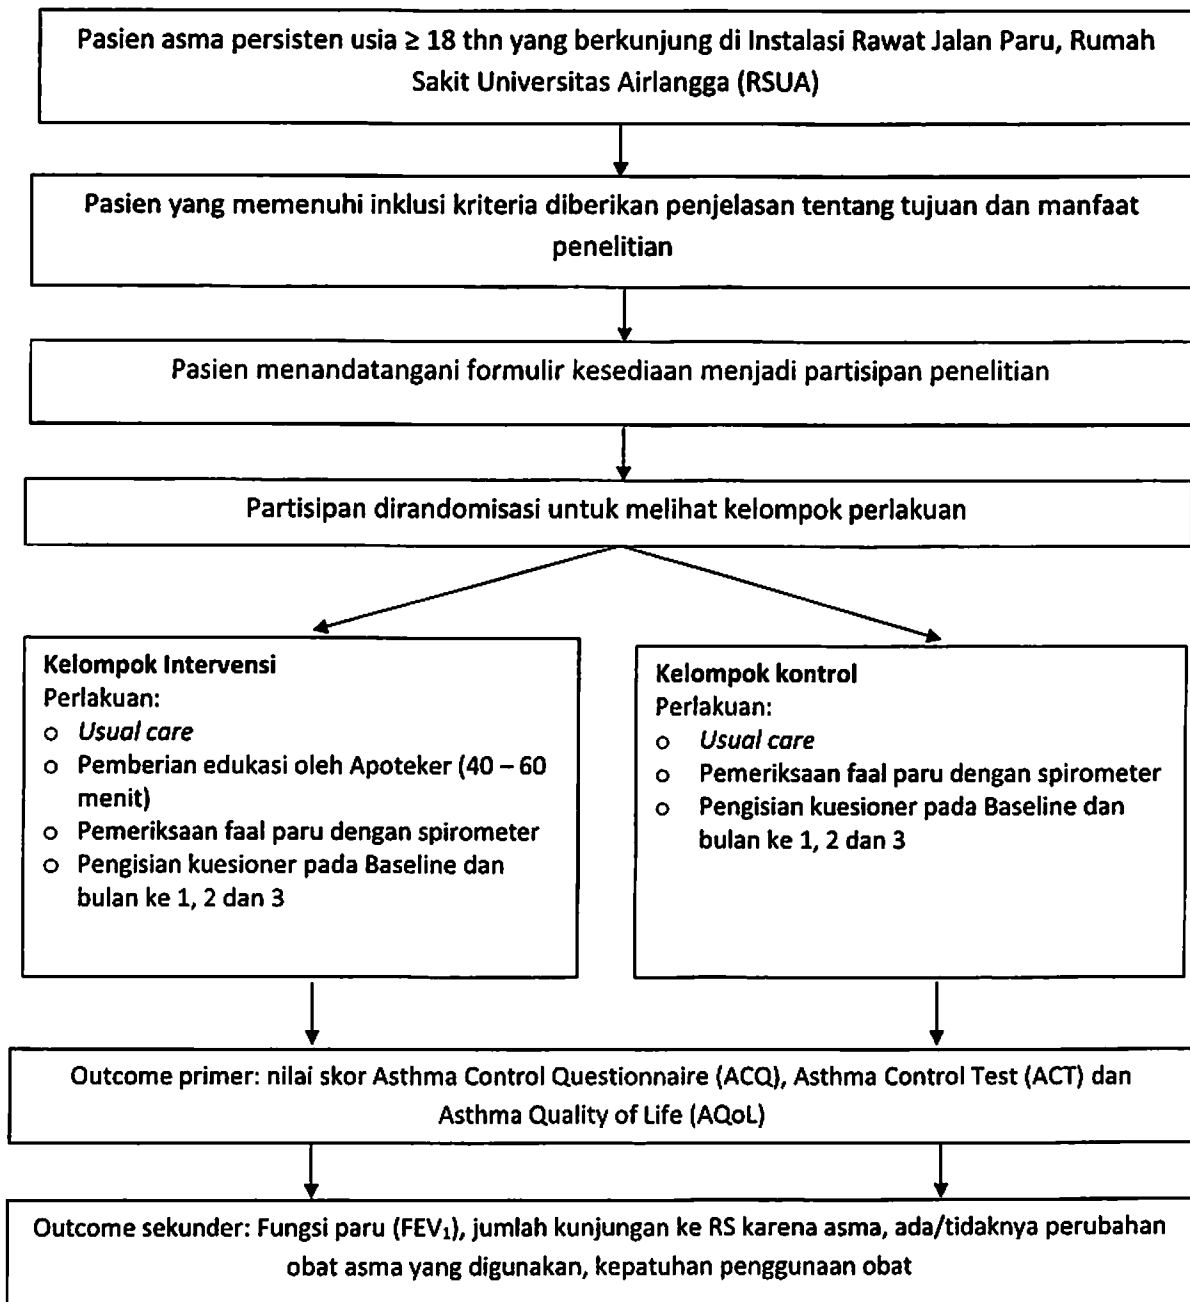 Pasien asma persisten usia ≥ 18 thn yang berkunjung di Instalasi Rawat Jalan Paru, Rumah
Sakit Universitas Airlangga (RSUA)
Pasien yang memenuhi inklusi kriteria diberikan penjelasan tentang tujuan dan manfaat
penelitian
Pasien menandatangani formulir kesediaan menjadi partisipan penelitian
Partisipan dirandomisasi untuk melihat kelompok perlakuan
Kelompok Intervensi
Perlakuan:
o Usual care
o Pemberian edukasi oleh Apoteker (40 – 60
menit)
o Pemeriksaan faal paru dengan spirometer
o Pengisian kuesioner pada Baseline dan
bulan ke 1, 2 dan 3
Kelompok kontrol
Perlakuan:
o Usual care
o Pemeriksaan faal paru dengan spirometer
o Pengisian kuesioner pada Baseline dan
bulan ke 1, 2 dan 3
Outcome primer: nilai skor Asthma Control Questionnaire (ACQ), Asthma Control Test (ACT) dan
Asthma Quality of Life (AQoL)
Outcome sekunder: Fungsi paru (FEV₁), jumlah kunjungan ke RS karena asma, ada/tidaknya perubahan
obat asma yang digunakan, kepatuhan penggunaan obat